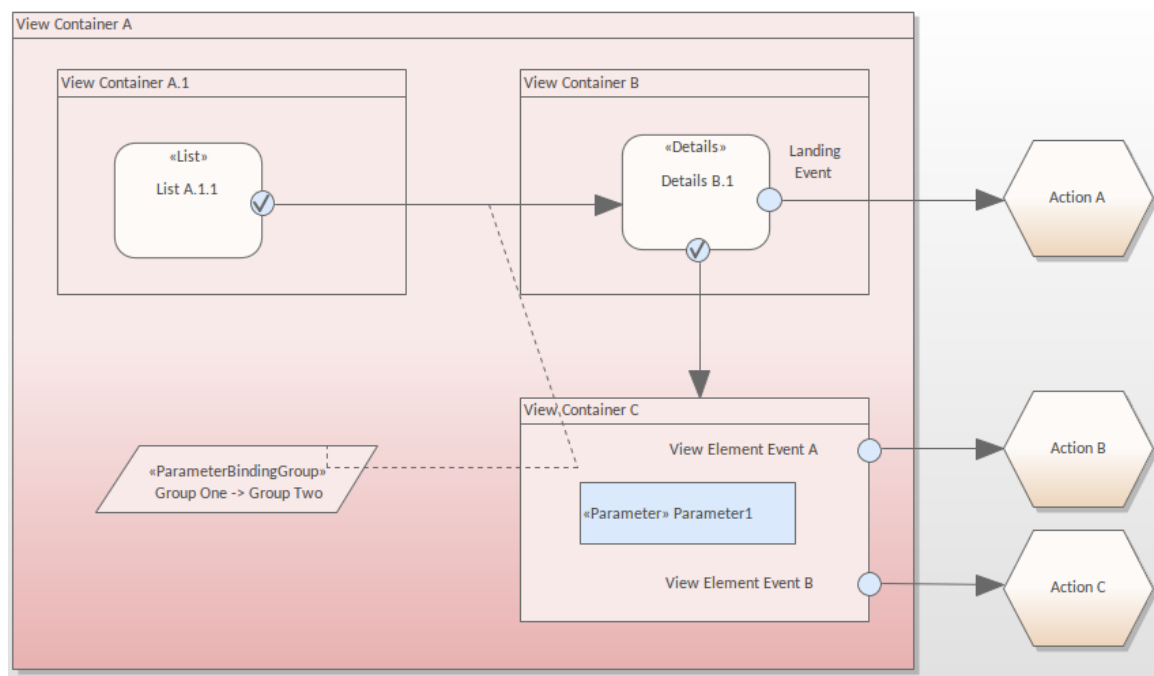 View Container A
View Container A.1
View Container B
«List»
List A.1.1
«Details»
Details B.1
Landing
Event
Action A
View Container C
View Element Event A
Action B
«ParameterBindingGroup»
Group One -> Group Two
«Parameter» Parameter1
View Element Event B
Action C